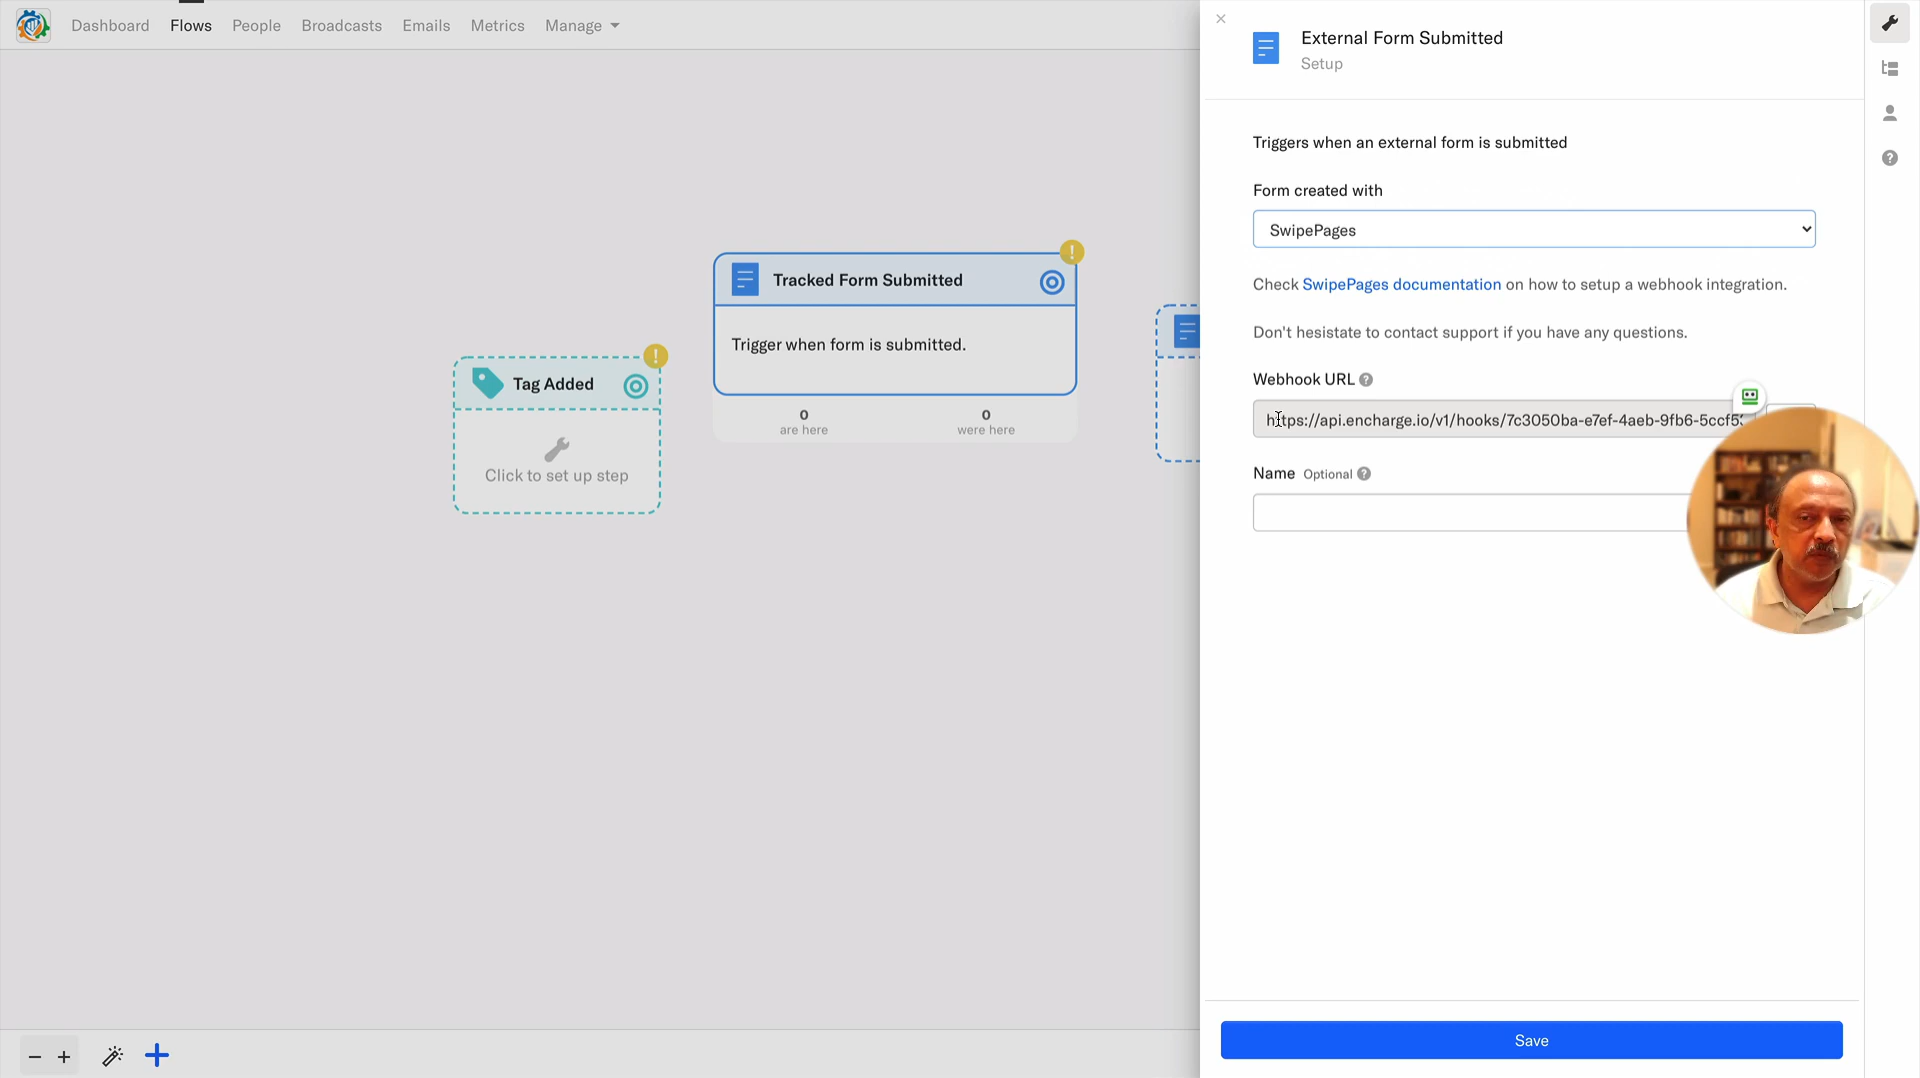 Dashboard
Flows
People
Broadcasts
Emails
Metrics
Manage
External Form Submitted
Setup
Triggers when an external form is submitted
Form created with
SwipePages
Check SwipePages documentation on how to setup a webhook integration.
Don't hesistate to contact support if you have any questions.
Webhook URL
https://api.encharge.io/v1/hooks/7c3050ba-e7ef-4aeb-9fb6-5ccf5
Name Optional
Save
Tracked Form Submitted
Trigger when form is submitted.
0
are here
0
were here
Tag Added
Click to set up step